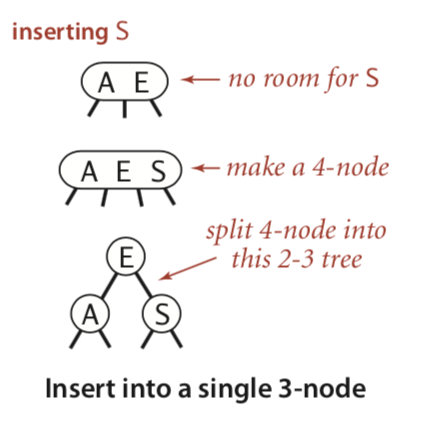 inserting S
A E
no room for S
A E S
make a 4-node
split 4-node into
this 2-3 tree
E
A S
Insert into a single 3-node